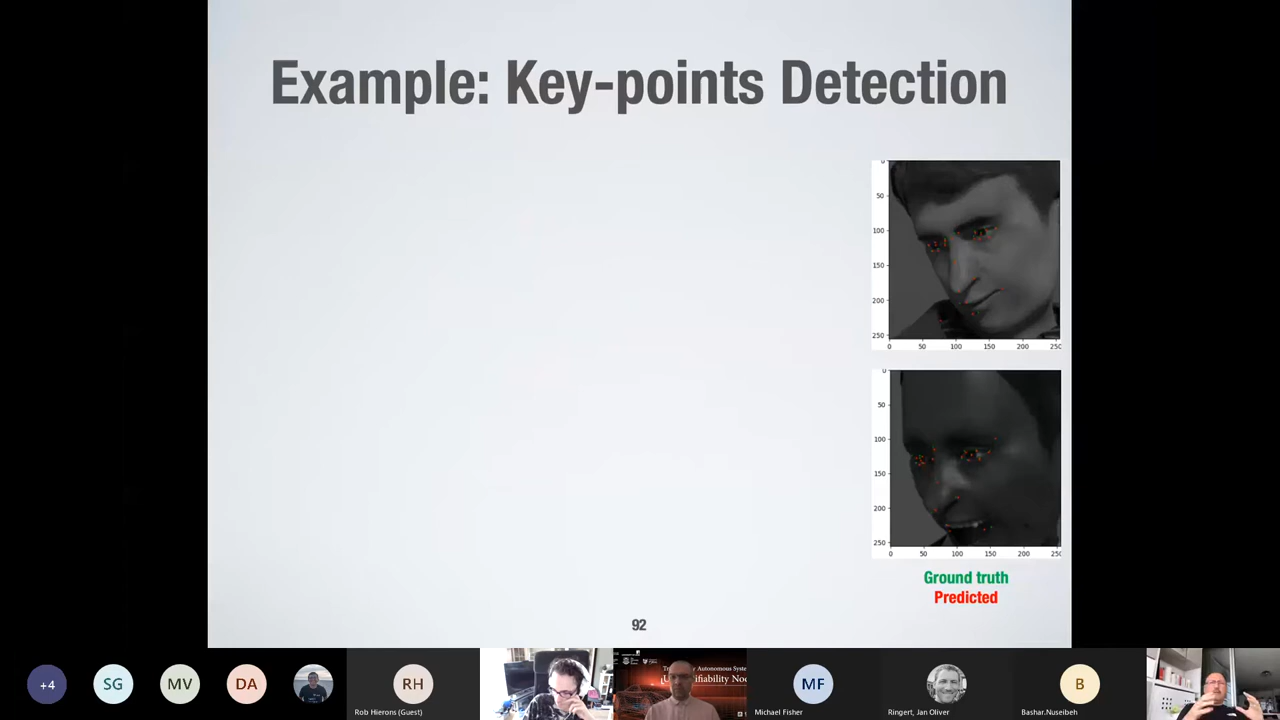 Example: Key-points Detection
0
50
100
150
200
250
0
50
100
150
200
250
0
50
100
150
200
250
0
50
100
150
200
250
Ground truth
Predicted
92
+4
SG
MV
DA
RH
MF
B
Rob Hierons (Guest)
Michael Fisher
Ringert, Jan Oliver
Bashar.Nuseibeh